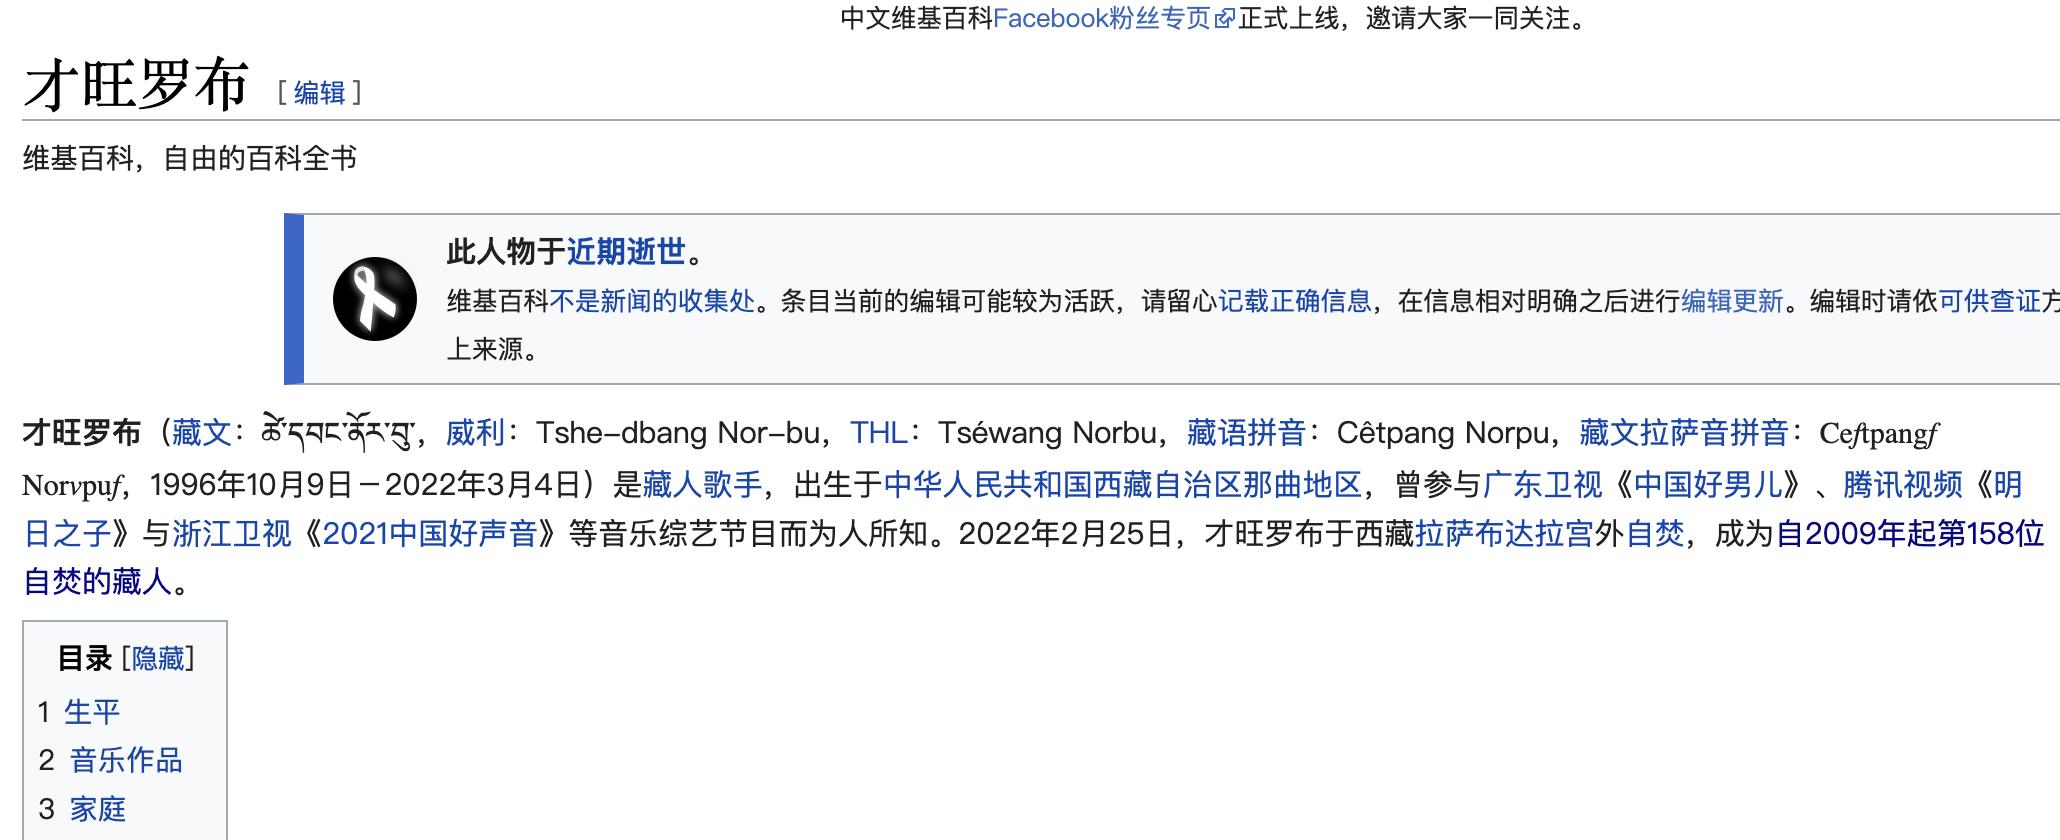 中文维基百科Facebook粉丝专页正式上线，邀请大家一同关注。
才旺罗布 [ 编辑 ]
维基百科，自由的百科全书
此人物于近期逝世。
维基百科不是新闻的收集处。条目当前的编辑可能较为活跃，请留心记载正确信息，在信息相对明确之后进行编辑更新。编辑时请依可供查证方
上来源。
才旺罗布（藏文：ཚེ་དབང་ནོར་བུ་，威利：Tshe-dbang Nor-bu，THL：Tséwang Norbu，藏语拼音：Cêtpang Norpu，藏文拉萨音拼音：Ceftpangf
Norvpuf，1996年10月9日－2022年3月4日）是藏人歌手，出生于中华人民共和国西藏自治区那曲地区，曾参与广东卫视《中国好男儿》、腾讯视频《明
日之子》与浙江卫视《2021中国好声音》等音乐综艺节目而为人所知。2022年2月25日，才旺罗布于西藏拉萨布达拉宫外自焚，成为自2009年起第158位
自焚的藏人。
目录 [隐藏]
1 生平
2 音乐作品
3 家庭